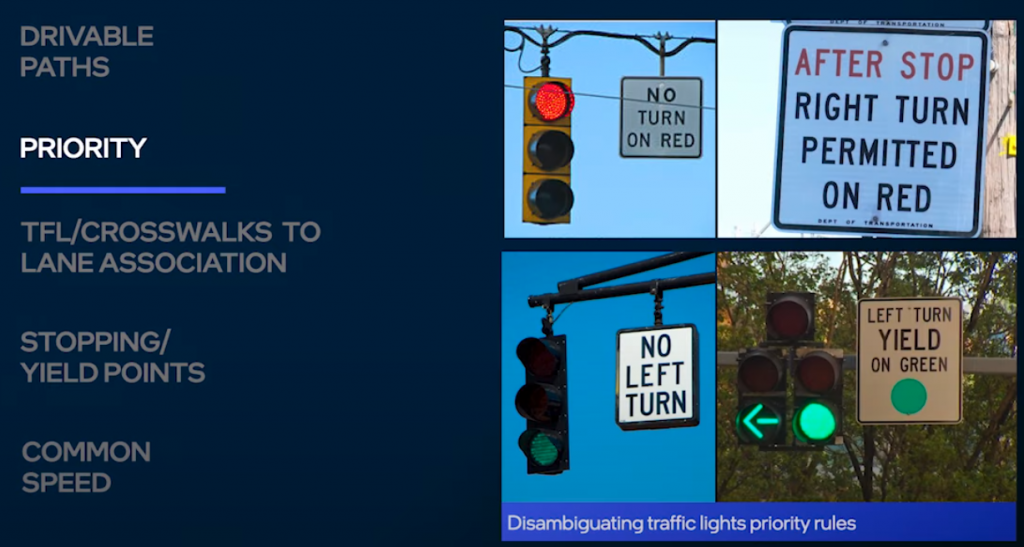 DRIVABLE
PATHS
PRIORITY
TFL/CROSSWALKS TO
LANE ASSOCIATION
STOPPING/
YIELD POINTS
COMMON
SPEED
NO
TURN
ON RED
DEPT OF TRANSPORTATION
AFTER STOP
RIGHT TURN
PERMITTED
ON RED
DEPT OF TRANSPORTATION
NO
LEFT
TURN
LEFT TURN
YIELD
ON GREEN
Disambiguating traffic lights priority rules